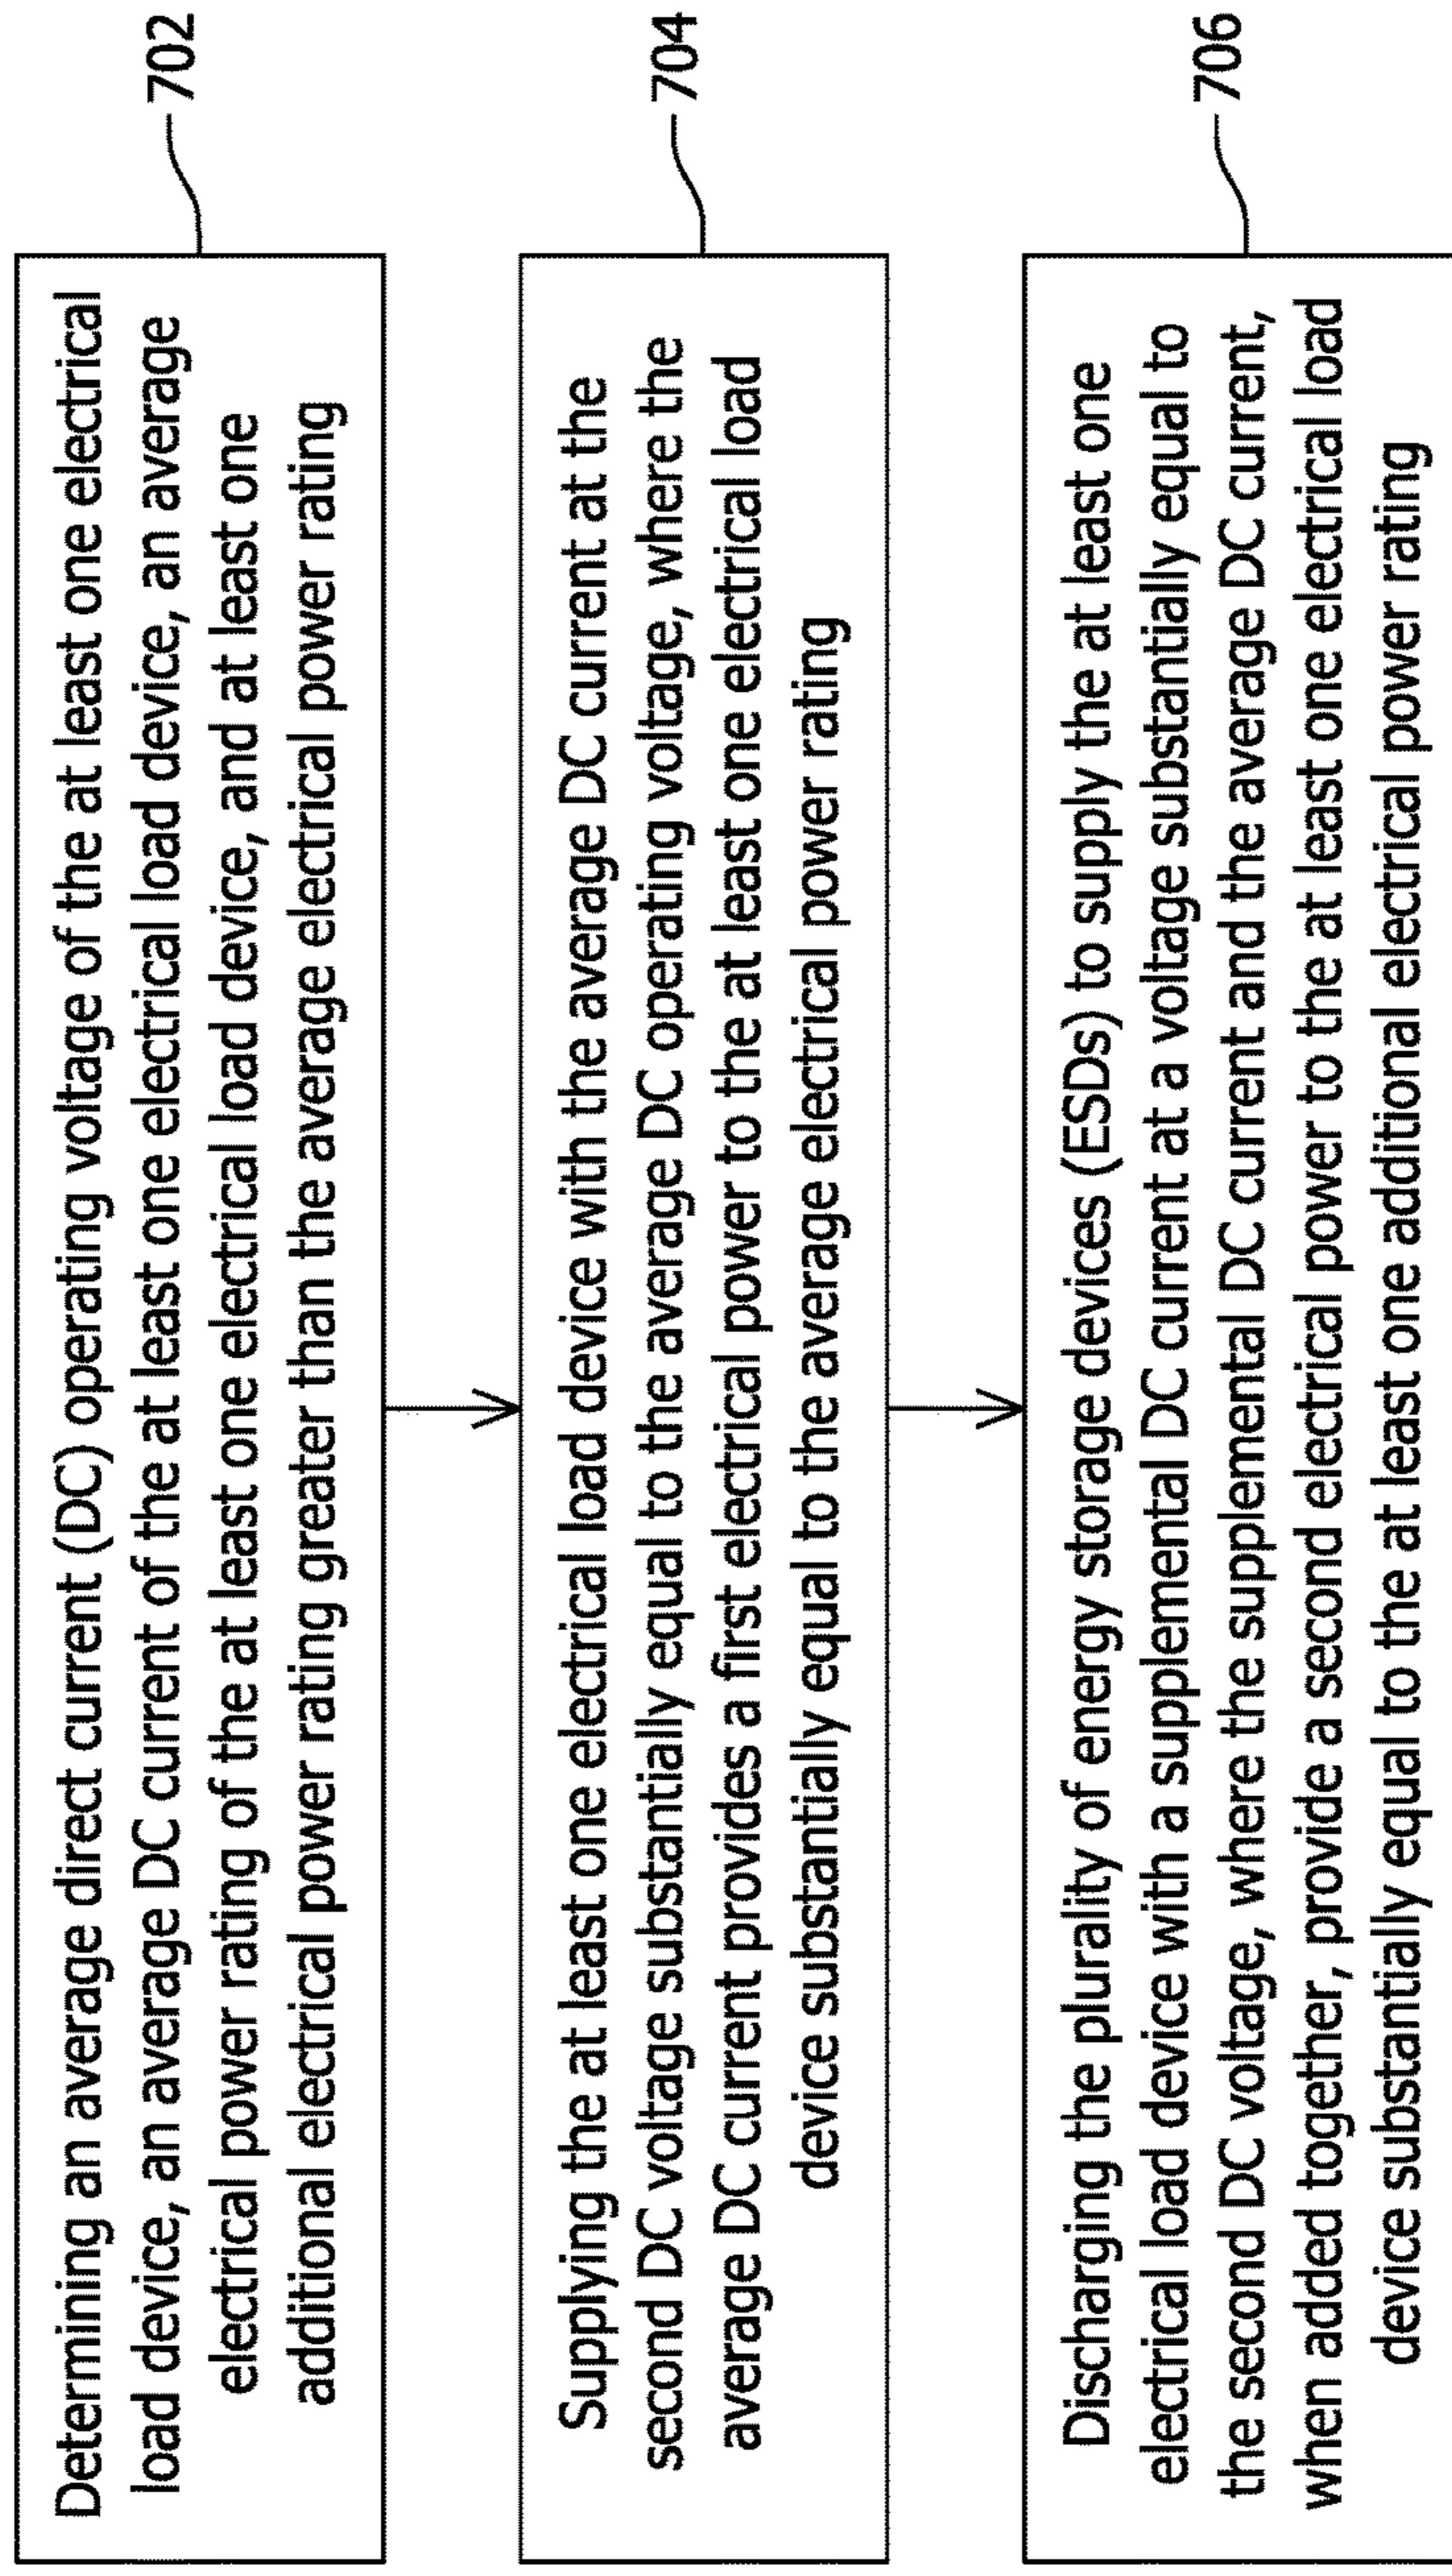 Determining an average direct current (DC) operating voltage of the at least one electrical
load device, an average DC current of the at least one electrical load device, an average
electrical power rating of the at least one electrical load device, and at least one
additional electrical power rating greater than the average electrical power rating
702
Supplying the at least one electrical load device with the average DC current at the
second DC voltage substantially equal to the average DC operating voltage, where the
average DC current provides a first electrical power to the at least one electrical load
device substantially equal to the average electrical power rating
704
Discharging the plurality of energy storage devices (ESDs) to supply the at least one
electrical load device with a supplemental DC current at a voltage substantially equal to
the second DC voltage, where the supplemental DC current and the average DC current,
when added together, provide a second electrical power to the at least one electrical load
device substantially equal to the at least one additional electrical power rating
706